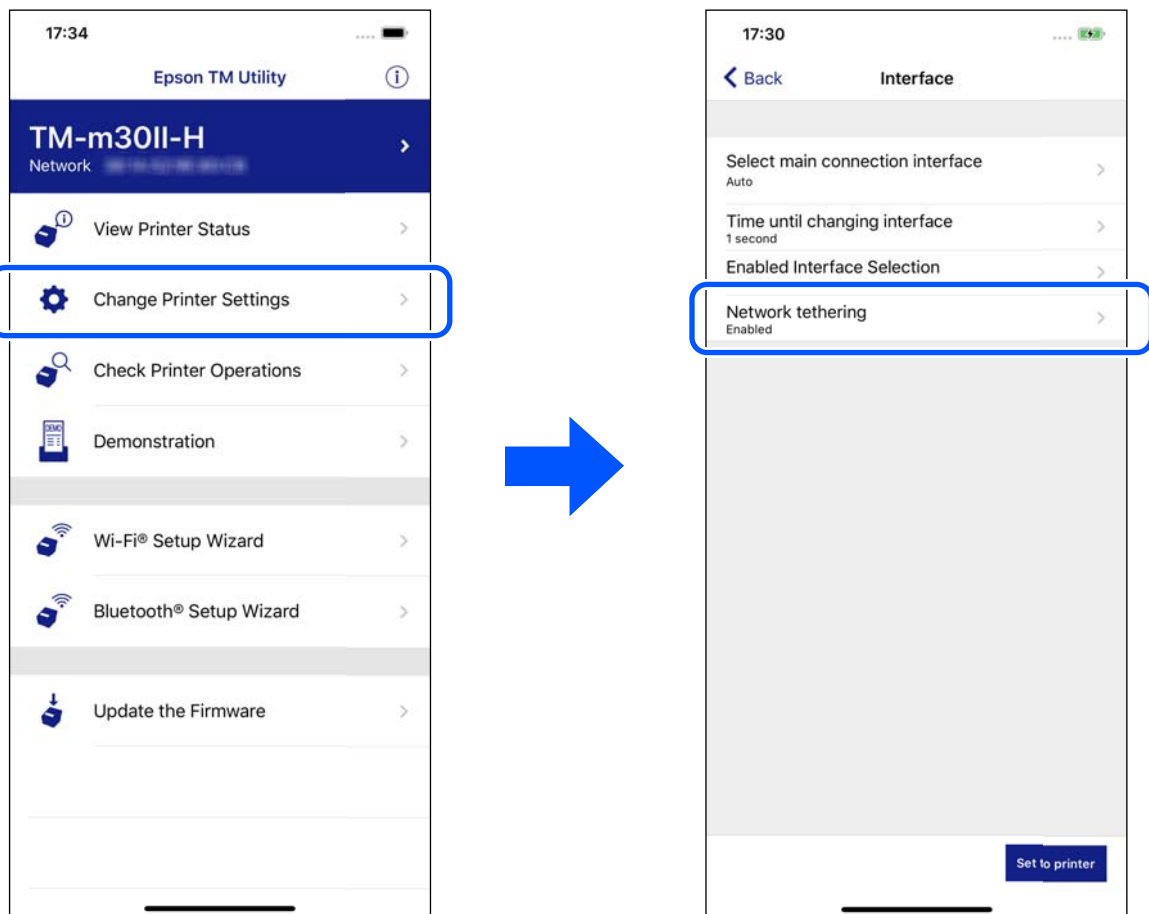 17:34
Epson TM Utility
TM-m30II-H
Network
View Printer Status
Change Printer Settings
Check Printer Operations
DEMO
Demonstration
Wi-Fi® Setup Wizard
Bluetooth® Setup Wizard
Update the Firmware
17:30
Back Interface
Select main connection interface
Auto
Time until changing interface
1 second
Enabled Interface Selection
Network tethering
Enabled
Set to printer